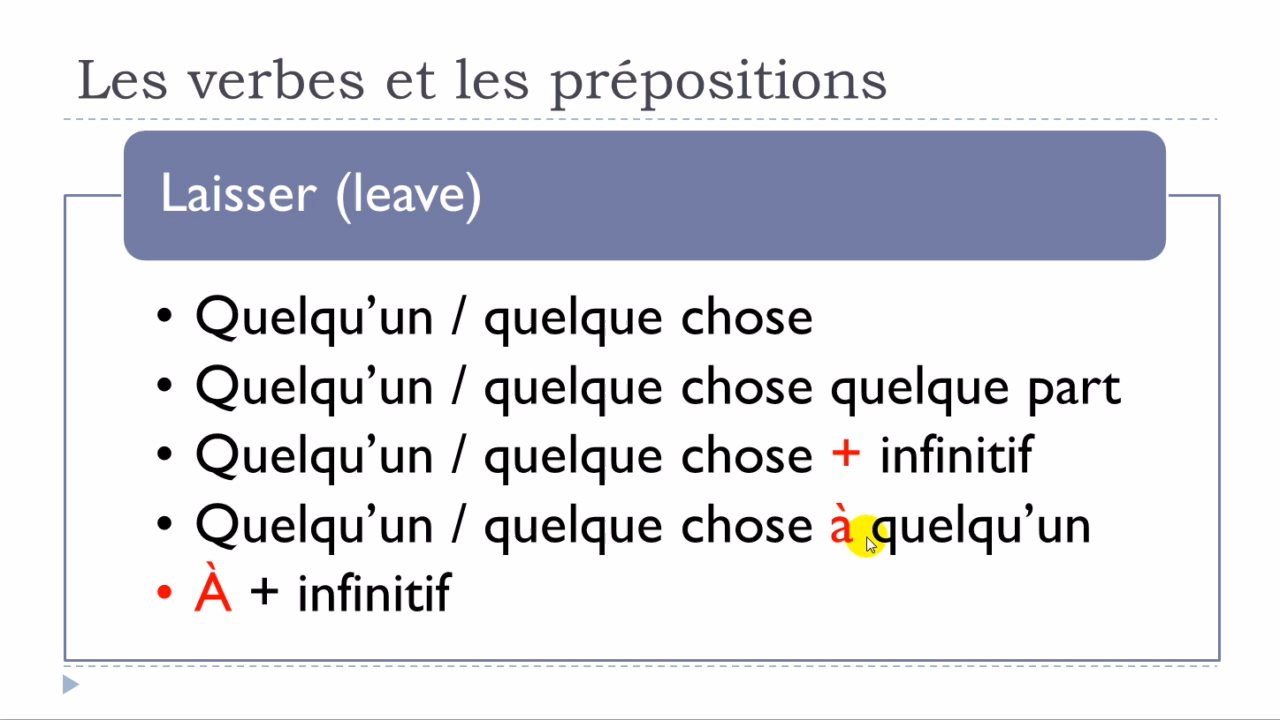 Les verbes et les prépositions
Laisser (leave)
• Quelqu’un / quelque chose
• Quelqu’un / quelque chose quelque part
• Quelqu’un / quelque chose + infinitif
• Quelqu’un / quelque chose à quelqu’un
• À + infinitif